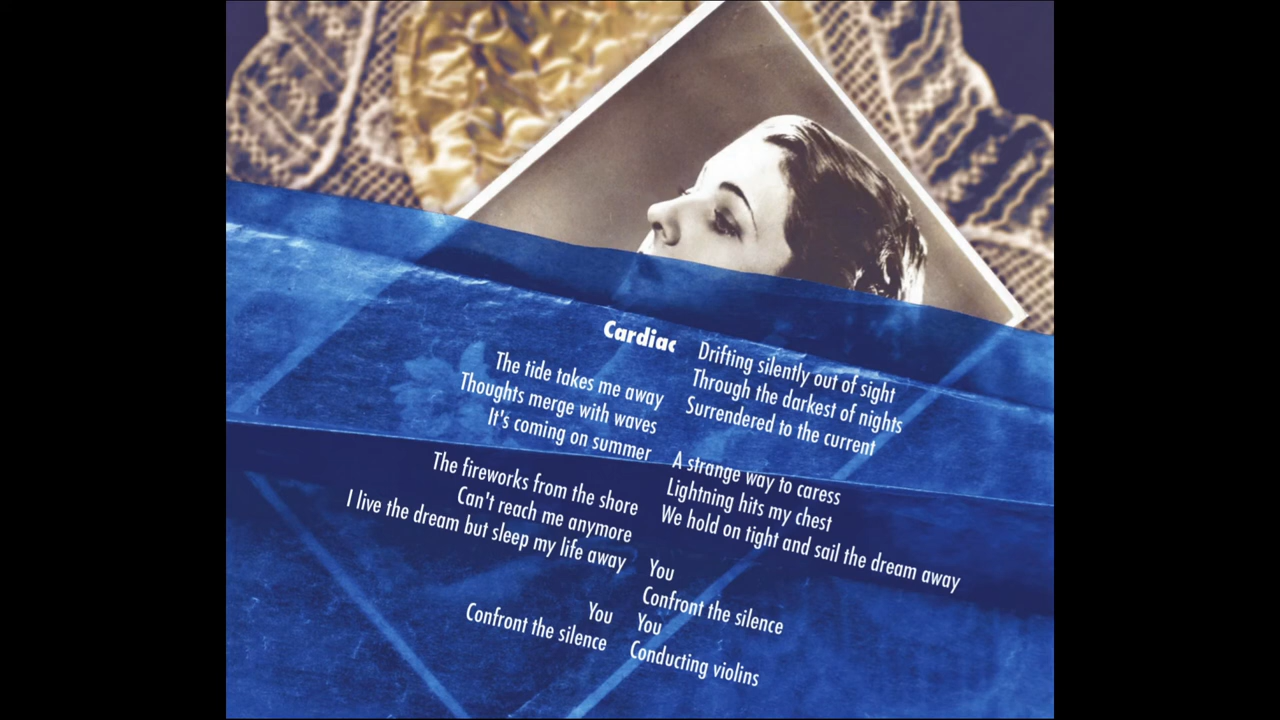 Cardiac
The tide takes me away
Thoughts merge with waves
It's coming on summer
The fireworks from the shore
Can't reach me anymore
I live the dream but sleep my life away
You
Confront the silence
Drifting silently out of sight
Through the darkest of nights
Surrendered to the current
A strange way to caress
Lightning hits my chest
We hold on tight and sail the dream away
You
Confront the silence
You
Conducting violins